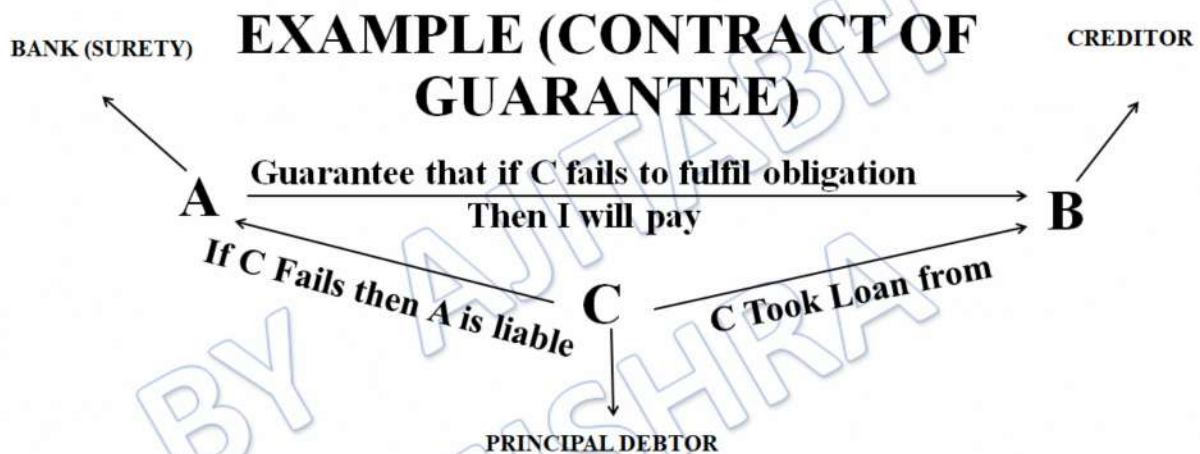 BANK (SURETY)
EXAMPLE (CONTRACT OF
GUARANTEE)
CREDITOR
Guarantee that if C fails to fulfil obligation
A
Then I will pay
B
If C Fails then A is liable
C
C Took Loan from
PRINCIPAL DEBTOR
BY AJITABH
MISHRA